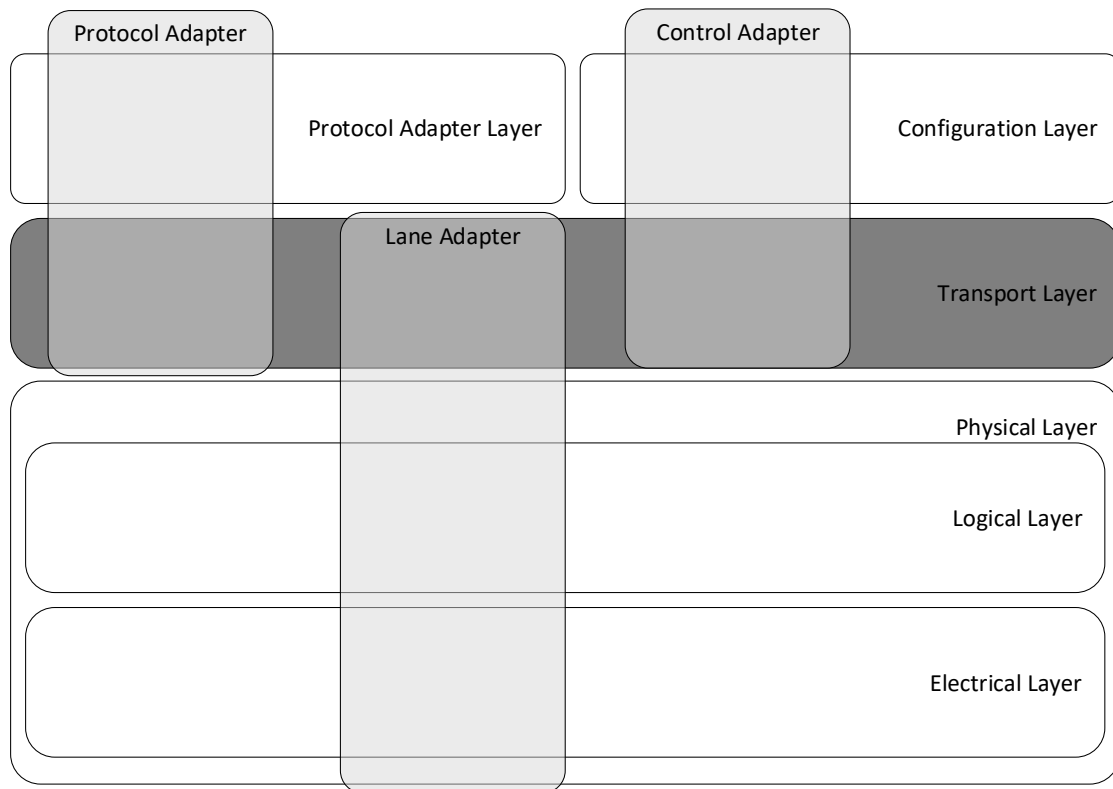 Protocol Adapter
Control Adapter
Protocol Adapter Layer
Configuration Layer
Lane Adapter
Transport Layer
Physical Layer
Logical Layer
Electrical Layer